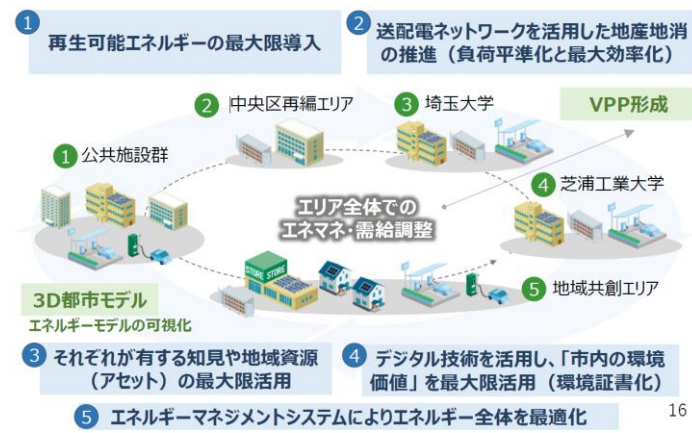 1 再生可能エネルギーの最大限導入
2 送配電ネットワークを活用した地産地消
の推進（負荷平準化と最大効率化）
2 中央区再編エリア
3 埼玉大学
VPP形成
1 公共施設群
エリア全体での
エネマネ・需給調整
4 芝浦工業大学
STORE STORE
5 地域共創エリア
3D都市モデル
エネルギーモデルの可視化
3 それぞれが有する知見や地域資源
（アセット）の最大限活用
4 デジタル技術を活用し、「市内の環境
価値」を最大限活用（環境証書化）
5 エネルギーマネジメントシステムによりエネルギー全体を最適化
16